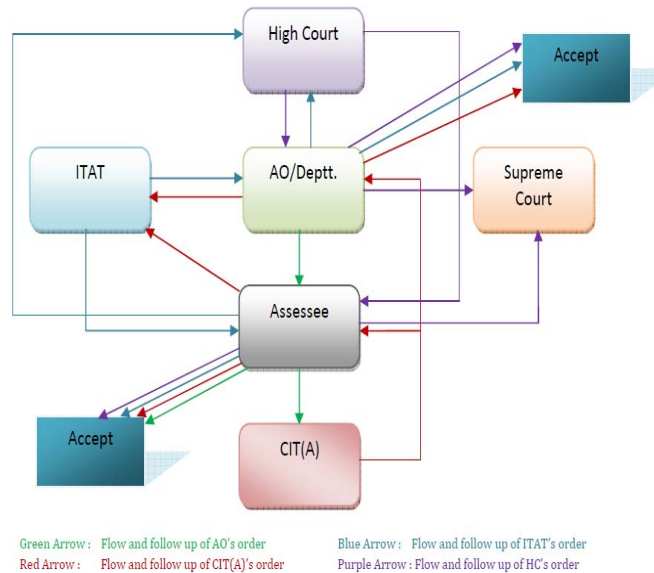 High Court
Accept
ITAT
AO/Deptt.
Supreme
Court
Assessee
Accept
CIT(A)
Green Arrow : Flow and follow up of AO's order
Blue Arrow : Flow and follow up of ITAT's order
Red Arrow : Flow and follow up of CIT(A)'s order
Purple Arrow : Flow and follow up of HC's order